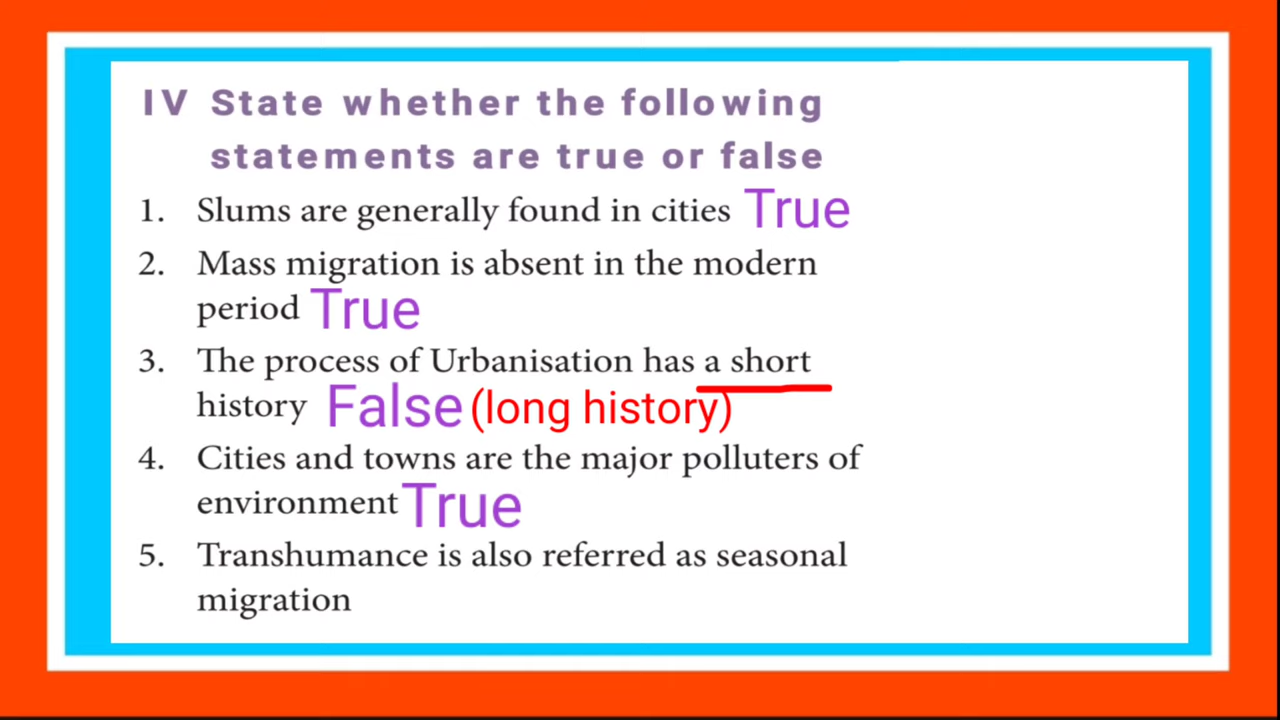 IV State whether the following
statements are true or false
1. Slums are generally found in cities True
2. Mass migration is absent in the modern
period True
3. The process of Urbanisation has a short
history False (long history)
4. Cities and towns are the major polluters of
environment True
5. Transhumance is also referred as seasonal
migration